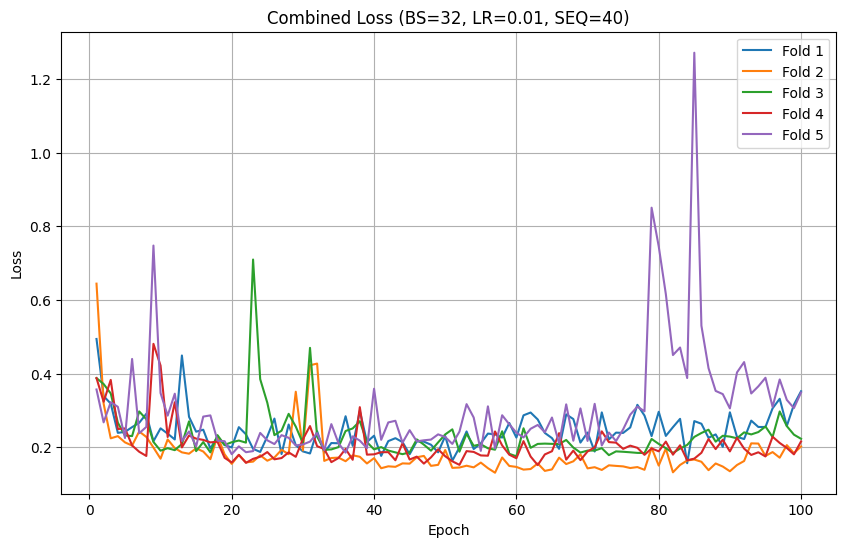 Combined Loss (BS=32, LR=0.01, SEQ=40)
Fold 1
Fold 2
Fold 3
Fold 4
Fold 5
1.2
1.0
0.8
0.6
0.4
0.2
Loss
0 20 40 60 80 100
Epoch